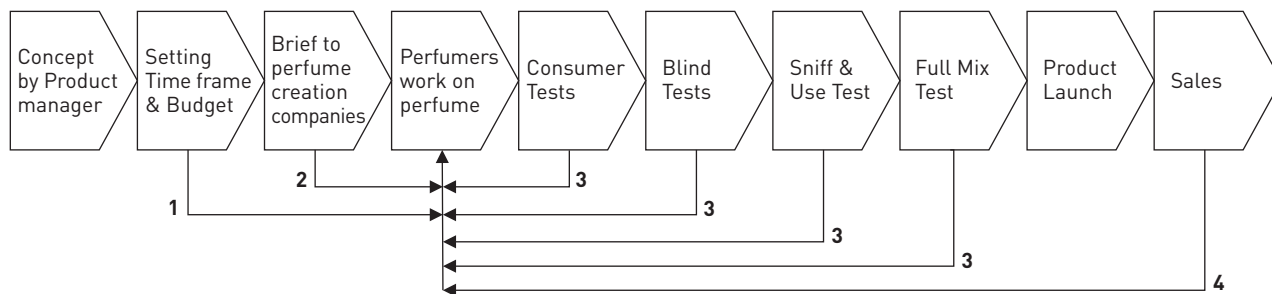 Concept
by Product
manager
Setting
Time frame
& Budget
Brief to
perfume
creation
companies
Perfumers
work on
perfume
Consumer
Tests
Blind
Tests
Sniff &
Use Test
Full Mix
Test
Product
Launch
Sales
2
3
1
3
3
3
4